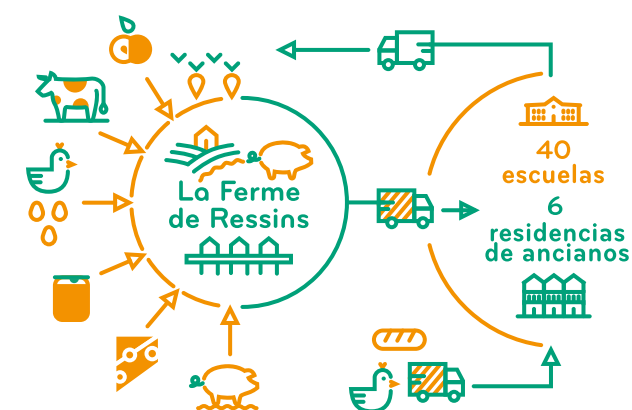 La Ferme
de Ressins
40
escuelas
6
residencias
de ancianos